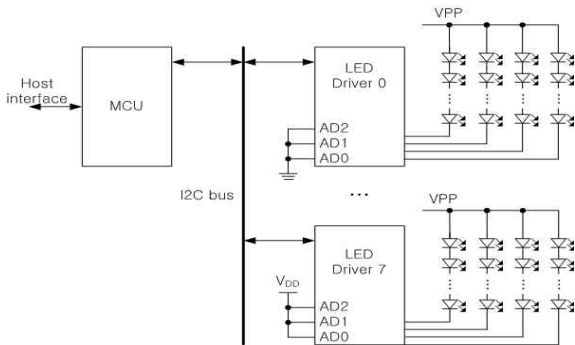 VPP
LED
Driver 0
Host
interface
MCU
AD2
AD1
AD0
I2C bus
...
VPP
LED
Driver 7
VDD
AD2
AD1
AD0